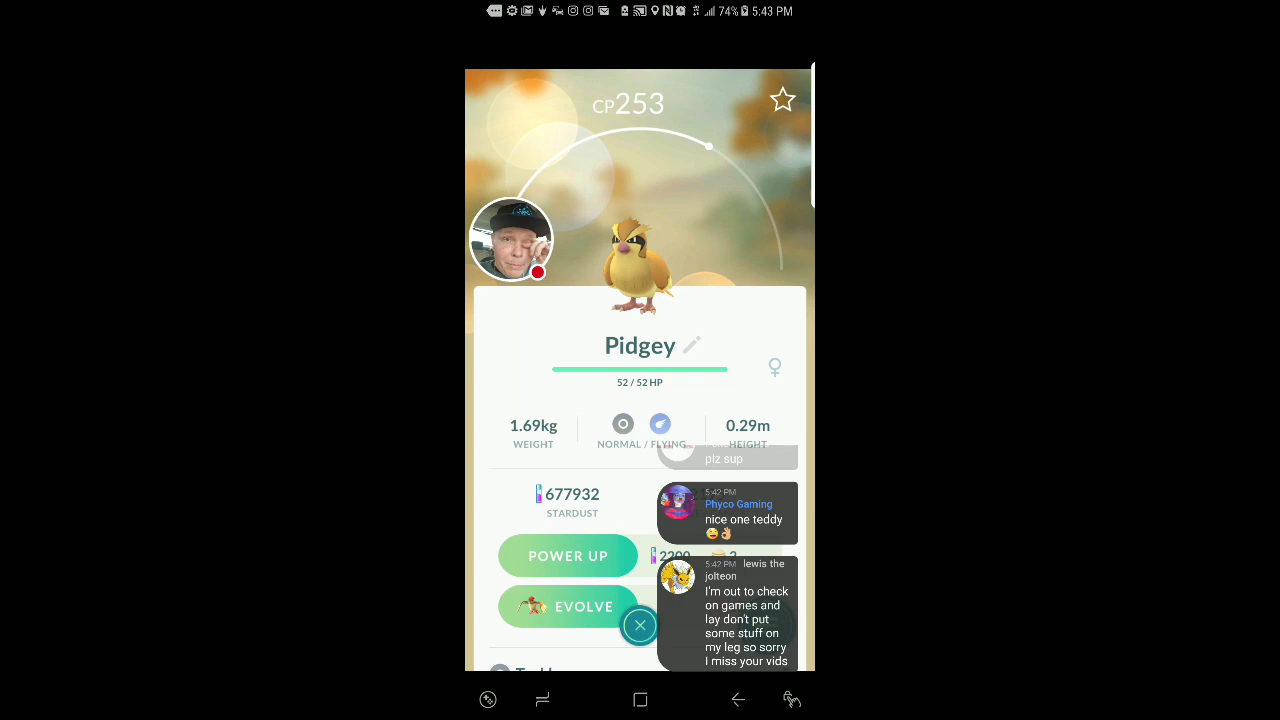 74% 5:43 PM
CP253
Pidgey
52 / 52 HP
1.69kg
WEIGHT
NORMAL / FLYING
0.29m
HEIGHT
plz sup
677932
STARDUST
5:42 PM
Phyco Gaming
nice one teddy
😂👌
POWER UP
2200
EVOLVE
5:42 PM lewis the
jolteon
I'm out to check
on games and
lay don't put
some stuff on
my leg so sorry
I miss your vids